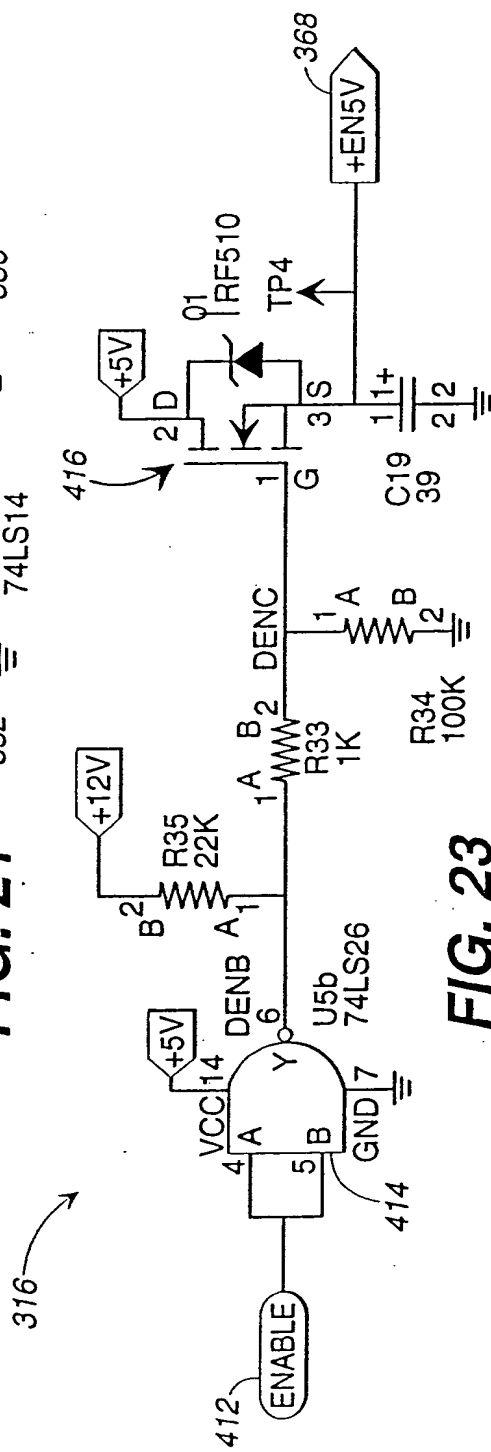 74LS14
316
416
368
412
ENABLE
414
4
5
A
B
Y
VCC
14
+5V
GND
7
U5b
74LS26
DENB
6
+12V
B
2
R35
22K
A
1
1
A
B
2
R33
1K
DENC
1
A
B
2
R34
100K
+5V
2
D
1
G
3
S
Q1
IRF510
TP4
+EN5V
1
1+
C19
39
2
2
FIG. 23